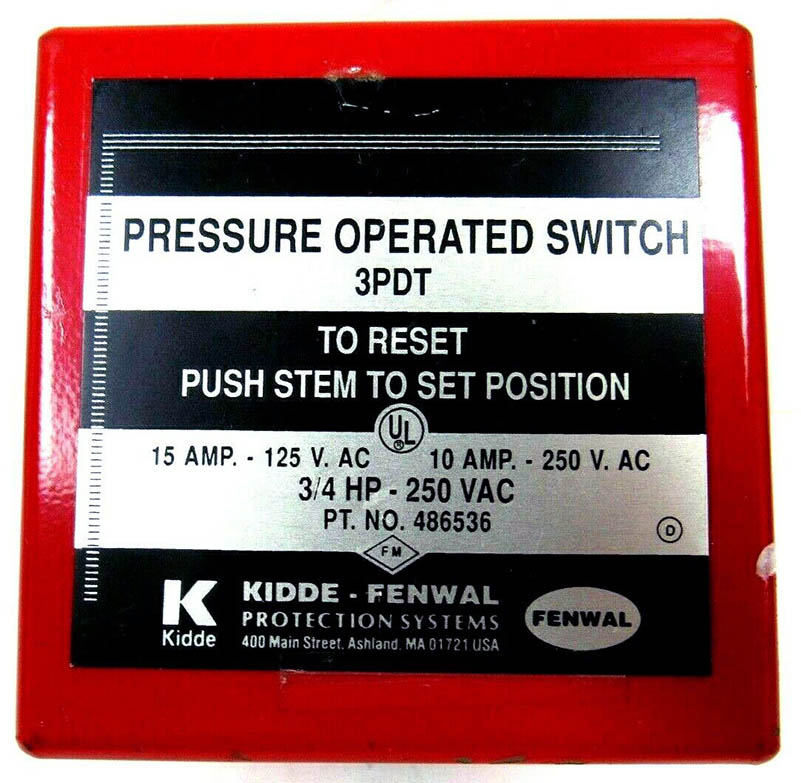 PRESSURE OPERATED SWITCH
3PDT
TO RESET
PUSH STEM TO SET POSITION
UL
®
15 AMP. - 125 V. AC 10 AMP. - 250 V. AC
3/4 HP - 250 VAC
PT. NO. 486536
D
FM
K
Kidde
KIDDE - FENWAL
PROTECTION SYSTEMS
400 Main Street, Ashland, MA 01721 USA
FENWAL